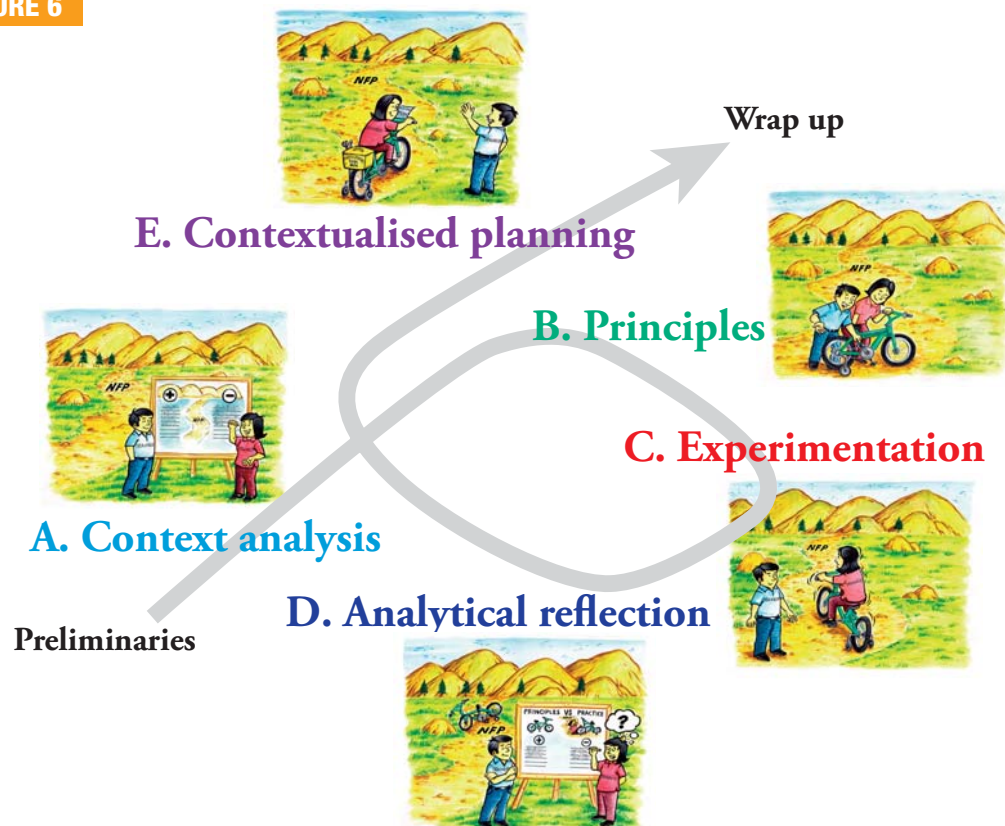 URE 6
NFP
Wrap up
E. Contextualised planning
NFP
B. Principles
NFP
+ −
C. Experimentation
A. Context analysis
NFP
D. Analytical reflection
Preliminaries
PRINCIPLES VS PRACTICE
?
NFP
+ −